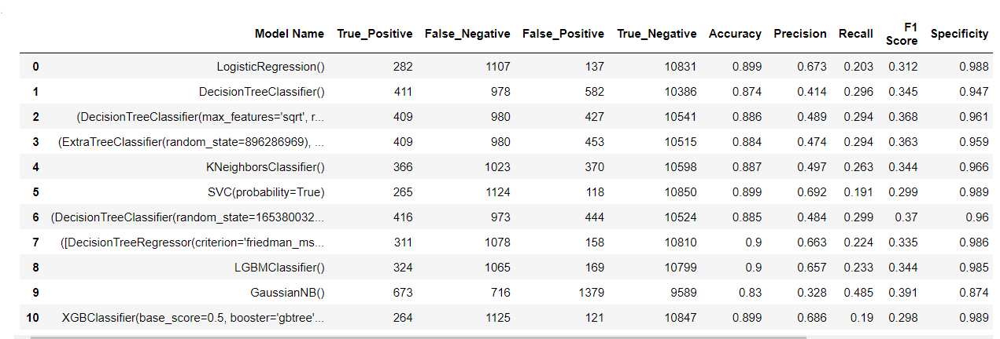 Model Name True_Positive False_Negative False_Positive True_Negative Accuracy Precision Recall F1 Score Specificity
0 LogisticRegression() 282 1107 137 10831 0.899 0.673 0.203 0.312 0.988
1 DecisionTreeClassifier() 411 978 582 10386 0.874 0.414 0.296 0.345 0.947
2 (DecisionTreeClassifier(max_features='sqrt', r... 409 980 427 10541 0.886 0.489 0.294 0.368 0.961
3 (ExtraTreeClassifier(random_state=896286969), ... 409 980 453 10515 0.884 0.474 0.294 0.363 0.959
4 KNeighborsClassifier() 366 1023 370 10598 0.887 0.497 0.263 0.344 0.966
5 SVC(probability=True) 265 1124 118 10850 0.899 0.692 0.191 0.299 0.989
6 (DecisionTreeClassifier(random_state=165380032... 416 973 444 10524 0.885 0.484 0.299 0.37 0.96
7 ([DecisionTreeRegressor(criterion='friedman_ms... 311 1078 158 10810 0.9 0.663 0.224 0.335 0.986
8 LGBMClassifier() 324 1065 169 10799 0.9 0.657 0.233 0.344 0.985
9 GaussianNB() 673 716 1379 9589 0.83 0.328 0.485 0.391 0.874
10 XGBClassifier(base_score=0.5, booster='gbtree'... 264 1125 121 10847 0.899 0.686 0.19 0.298 0.989